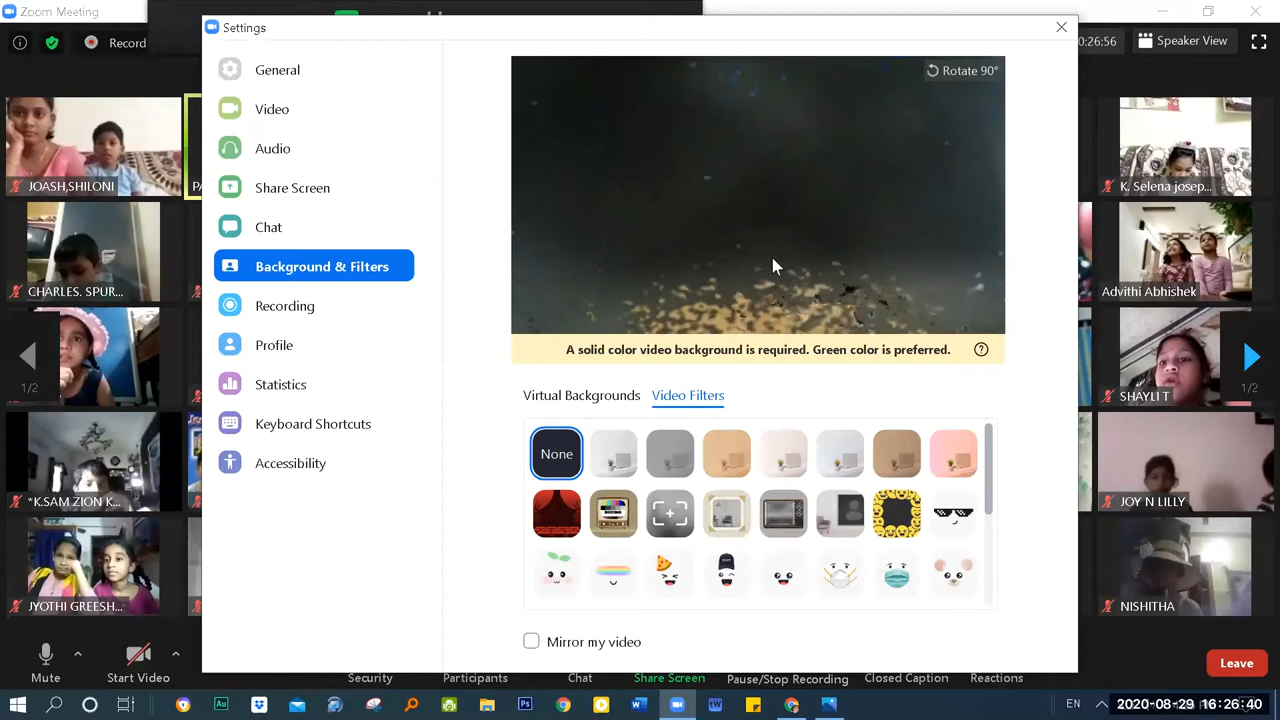 Zoom Meeting
Settings
Record
0:26:56
Speaker View
General
Video
Audio
Share Screen
Chat
Background & Filters
Recording
Profile
Statistics
Keyboard Shortcuts
Accessibility
Rotate 90°
A solid color video background is required. Green color is preferred.
Virtual Backgrounds
Video Filters
None
Mirror my video
JOASH,SHILONI
PA
CHARLES. SPUR...
1/2
*K.SAM ZION K...
JYOTHI GREESH...
K. Selena josep...
Advithi Abhishek
SHAYLI T
1/2
JOY N LILLY
NISHITHA
Mute
Start Video
Security
Participants
Chat
Share Screen
Pause/Stop Recording
Closed Caption
Reactions
Leave
EN
2020-08-29 16:26:40